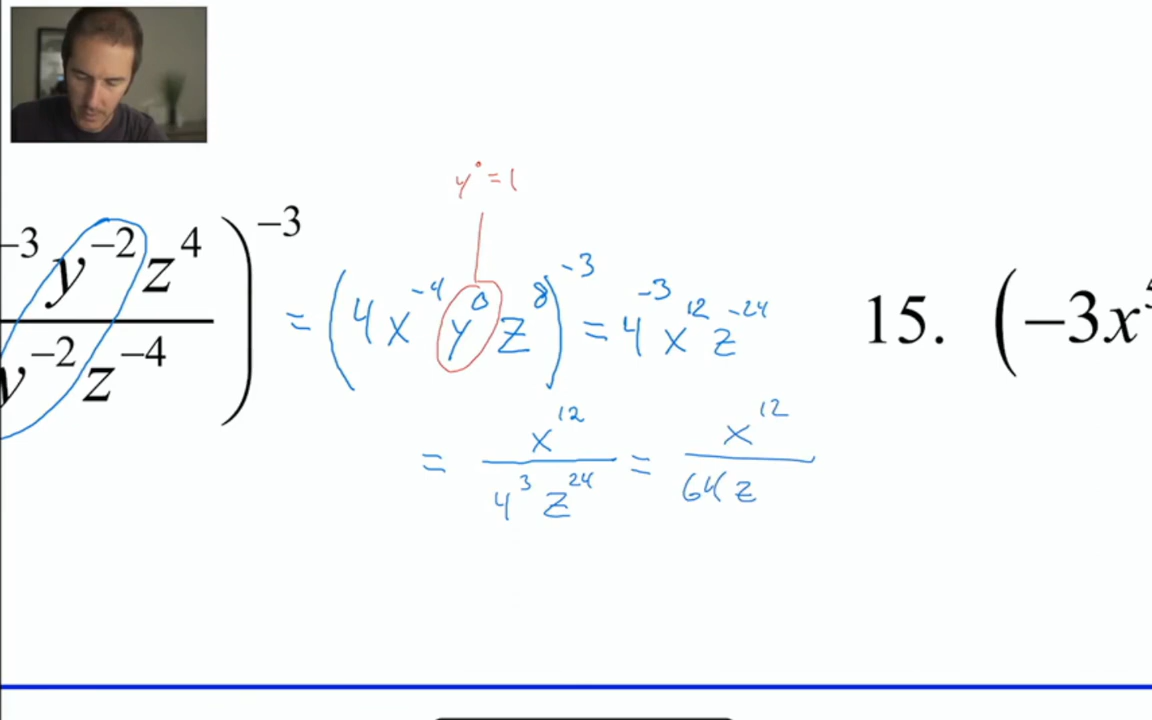 y⁰ = 1
⁻³ y⁻² z⁴ / y⁻² z⁻⁴ )⁻³ = (4x⁻⁴ y⁰ z⁸)⁻³ = 4⁻³ x¹² z⁻²⁴
15. (−3x⁵
= x¹² / 4³ z²⁴ = x¹² / 64 z